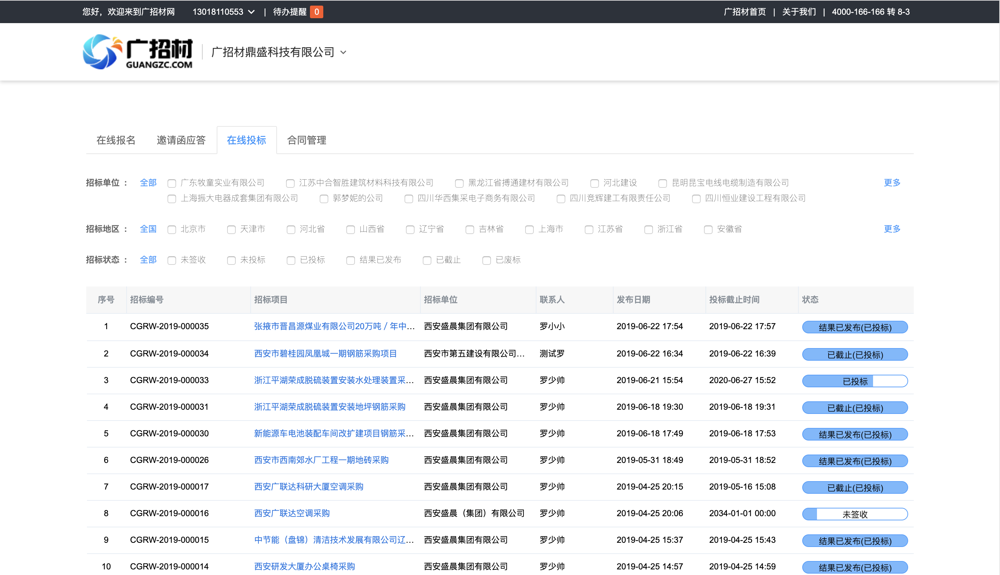 您好，欢迎来到广招材网 13018110553 | 待办提醒 0 广招材首页 | 关于我们 | 4000-166-166 转 8-3
广招材 GUANGZC.COM 广招材鼎盛科技有限公司
在线报名 邀请函应答 在线投标 合同管理
招标单位 ： 全部 广东牧童实业有限公司 江苏中合智胜建筑材料科技有限公司 黑龙江省搏通建材有限公司 河北建设 昆明昆宝电线电缆制造有限公司 更多
上海振大电器成套集团有限公司 郭梦妮的公司 四川华西集采电子商务有限公司 四川竞辉建工有限责任公司 四川恒业建设工程有限公司
招标地区 ： 全国 北京市 天津市 河北省 山西省 辽宁省 吉林省 上海市 江苏省 浙江省 安徽省 更多
招标状态 ： 全部 未签收 未投标 已投标 结果已发布 已截止 已废标
序号 招标编号 招标项目 招标单位 联系人 发布日期 投标截止时间 状态
1 CGRW-2019-000035 张掖市晋昌源煤业有限公司20万吨 / 年中… 西安盛晨集团有限公司 罗小小 2019-06-22 17:54 2019-06-22 17:57 结果已发布(已投标)
2 CGRW-2019-000034 西安市碧桂园凤凰城一期钢筋采购项目 西安市第五建设有限公司… 测试罗 2019-06-22 16:34 2019-06-22 16:39 已截止(已投标)
3 CGRW-2019-000033 浙江平湖荣成脱硫装置安装水处理装置采… 西安盛晨集团有限公司 罗少帅 2019-06-21 15:54 2020-06-27 15:52 已投标
4 CGRW-2019-000031 浙江平湖荣成脱硫装置安装地坪钢筋采购 西安盛晨集团有限公司 罗少帅 2019-06-18 19:30 2019-06-18 19:31 已截止(已投标)
5 CGRW-2019-000030 新能源车电池装配车间改扩建项目钢筋采… 西安盛晨集团有限公司 罗少帅 2019-06-18 17:49 2019-06-18 17:53 结果已发布(已投标)
6 CGRW-2019-000026 西安市西南郊水厂工程一期地砖采购 西安盛晨集团有限公司 罗少帅 2019-05-31 18:49 2019-05-31 18:52 结果已发布(已投标)
7 CGRW-2019-000017 西安广联达科研大厦空调采购 西安盛晨集团有限公司 罗少帅 2019-04-25 20:15 2019-05-16 15:08 已截止(已投标)
8 CGRW-2019-000016 西安广联达空调采购 西安盛晨（集团）有限公司 罗少帅 2019-04-25 20:06 2034-01-01 00:00 未签收
9 CGRW-2019-000015 中节能（盘锦）清洁技术发展有限公司辽… 西安盛晨集团有限公司 罗少帅 2019-04-25 15:37 2019-04-25 15:43 结果已发布(已投标)
10 CGRW-2019-000014 西安研发大厦办公桌椅采购 西安盛晨集团有限公司 罗少帅 2019-04-25 14:57 2019-04-25 14:59 结果已发布(已投标)